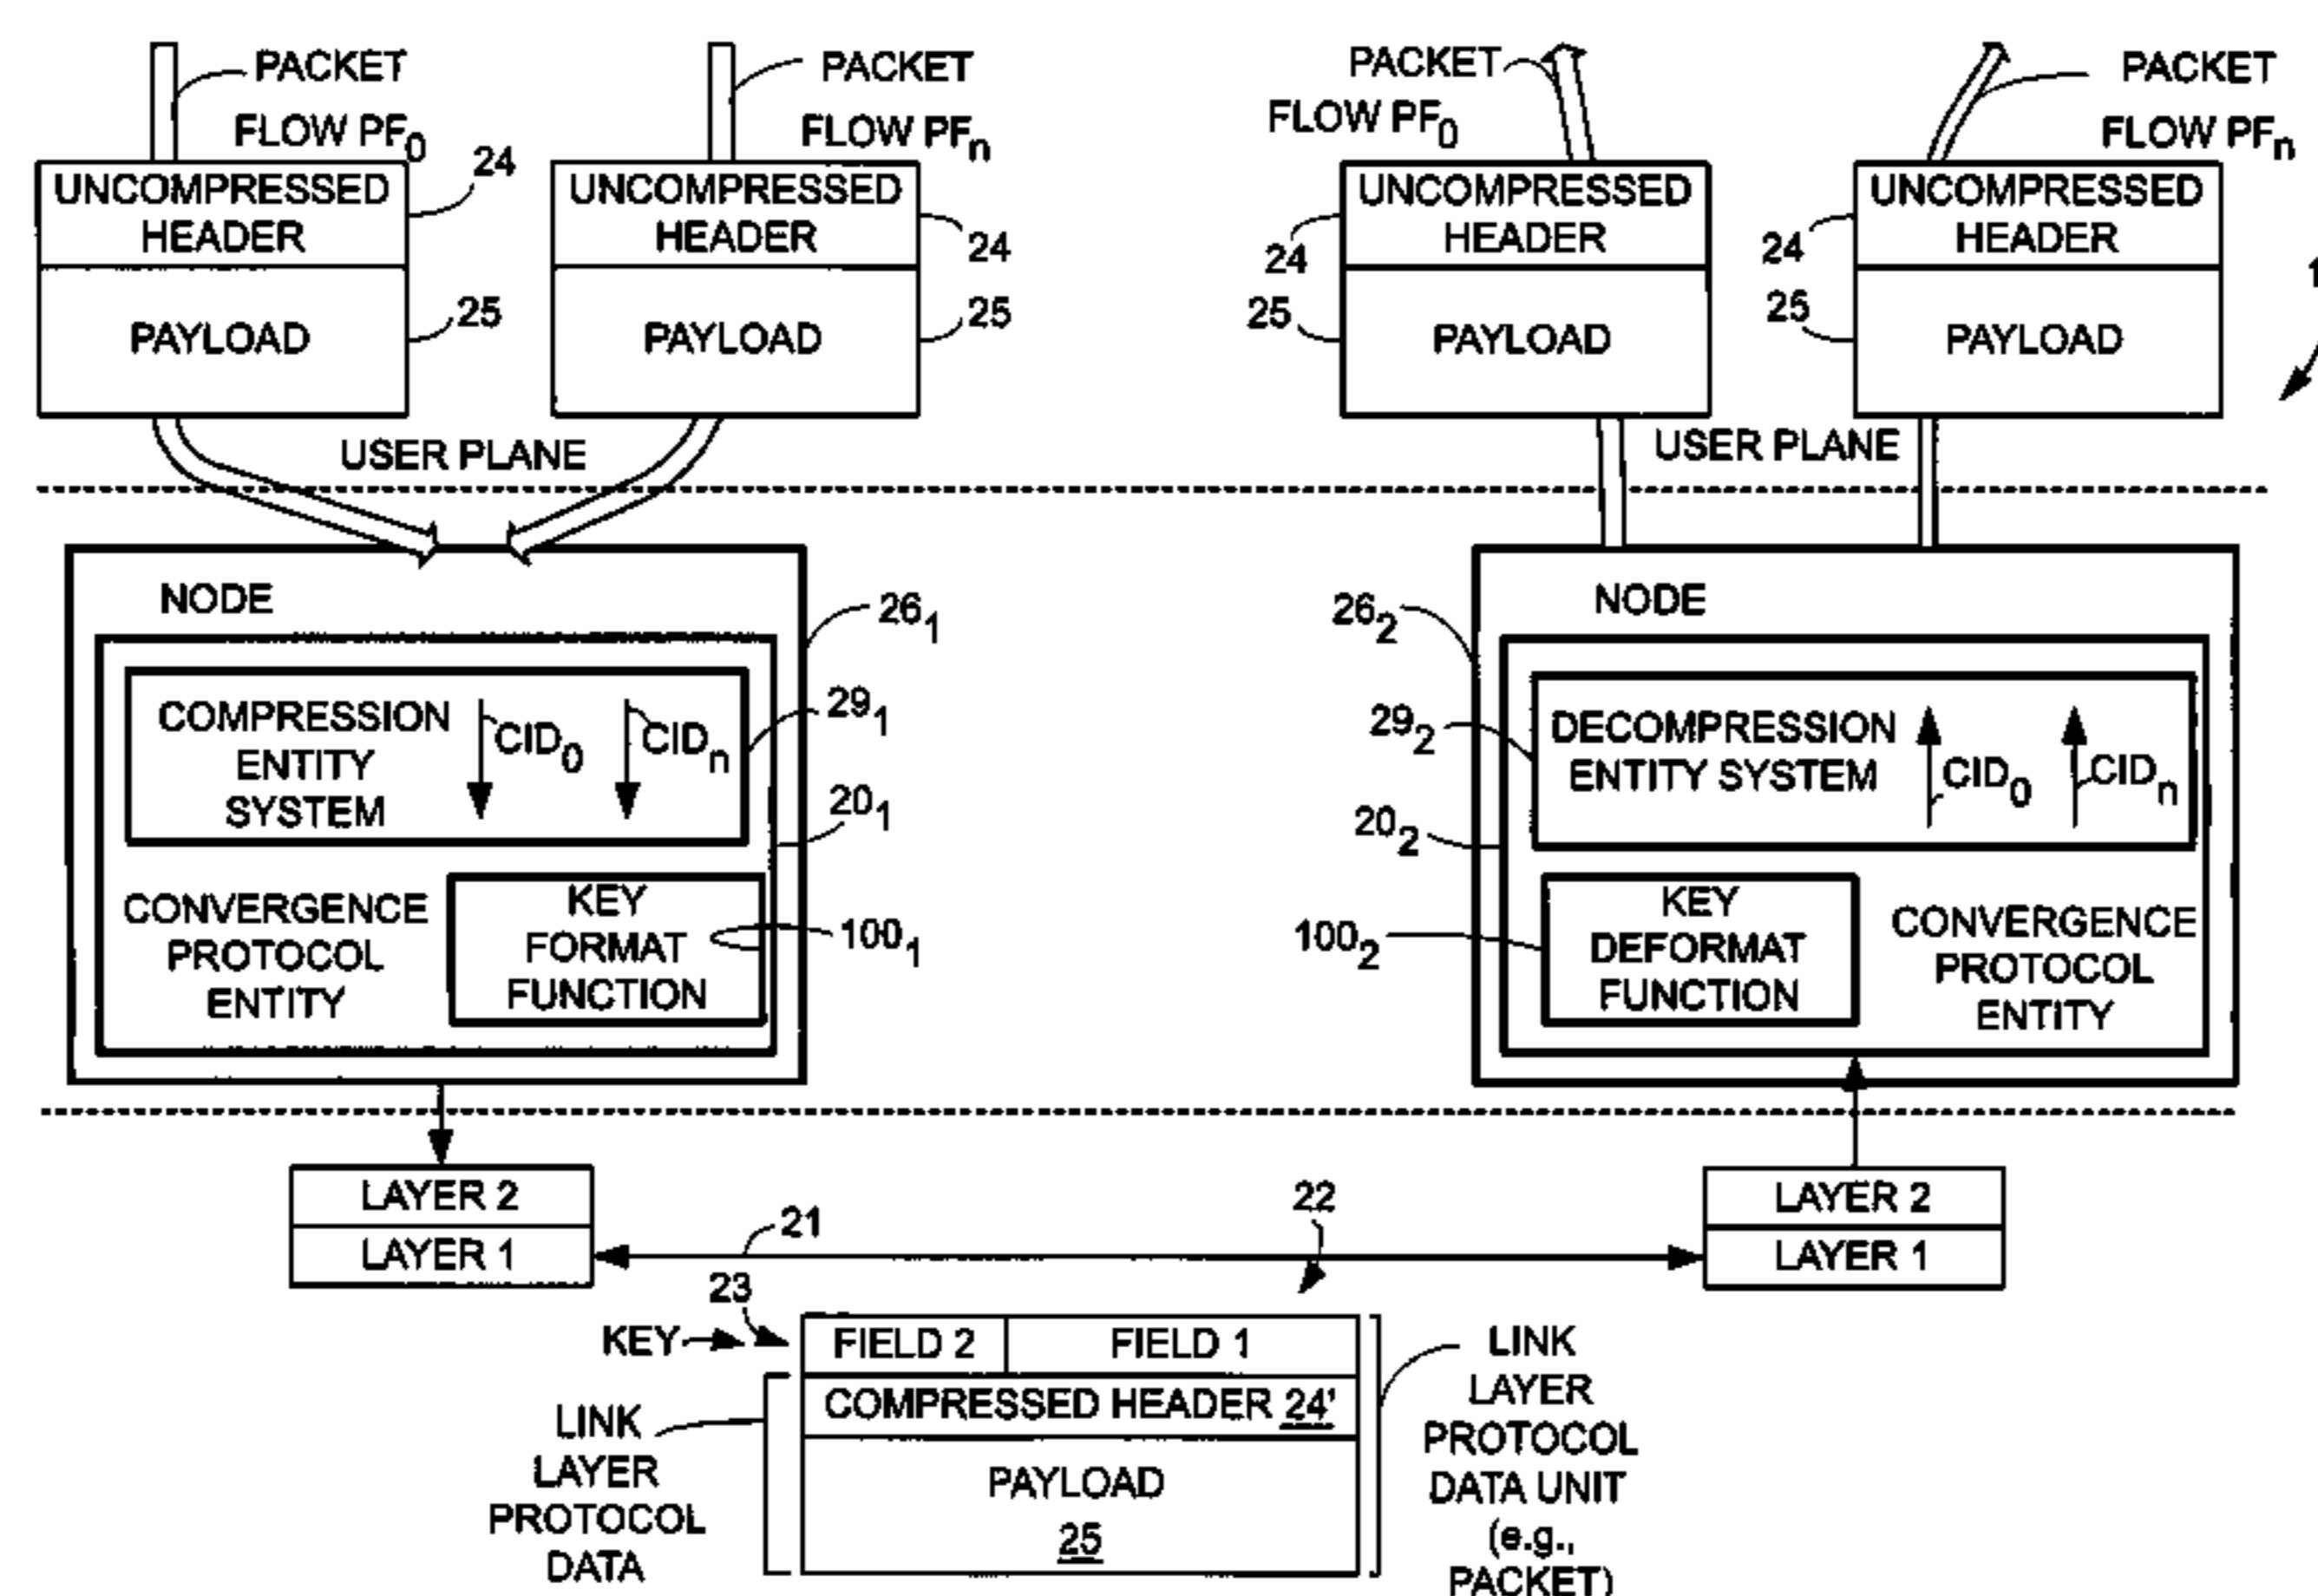 PACKET
FLOW PF0
PACKET
FLOW PFn
PACKET
FLOW PF0
PACKET
FLOW PFn
UNCOMPRESSED
HEADER
24
PAYLOAD
25
UNCOMPRESSED
HEADER
24
PAYLOAD
25
UNCOMPRESSED
HEADER
24
PAYLOAD
25
UNCOMPRESSED
HEADER
24
PAYLOAD
25
USER PLANE
USER PLANE
NODE
261
COMPRESSION
ENTITY
SYSTEM
CID0
CIDn
291
201
CONVERGENCE
PROTOCOL
ENTITY
KEY
FORMAT
FUNCTION
1001
NODE
262
DECOMPRESSION
ENTITY SYSTEM
CID0
CIDn
292
202
KEY
DEFORMAT
FUNCTION
1002
CONVERGENCE
PROTOCOL
ENTITY
LAYER 2
LAYER 1
21
22
LAYER 2
LAYER 1
23
KEY
FIELD 2
FIELD 1
COMPRESSED HEADER 24'
PAYLOAD
25
LINK
LAYER
PROTOCOL
DATA
LINK
LAYER
PROTOCOL
DATA UNIT
(e.g.,
PACKET)